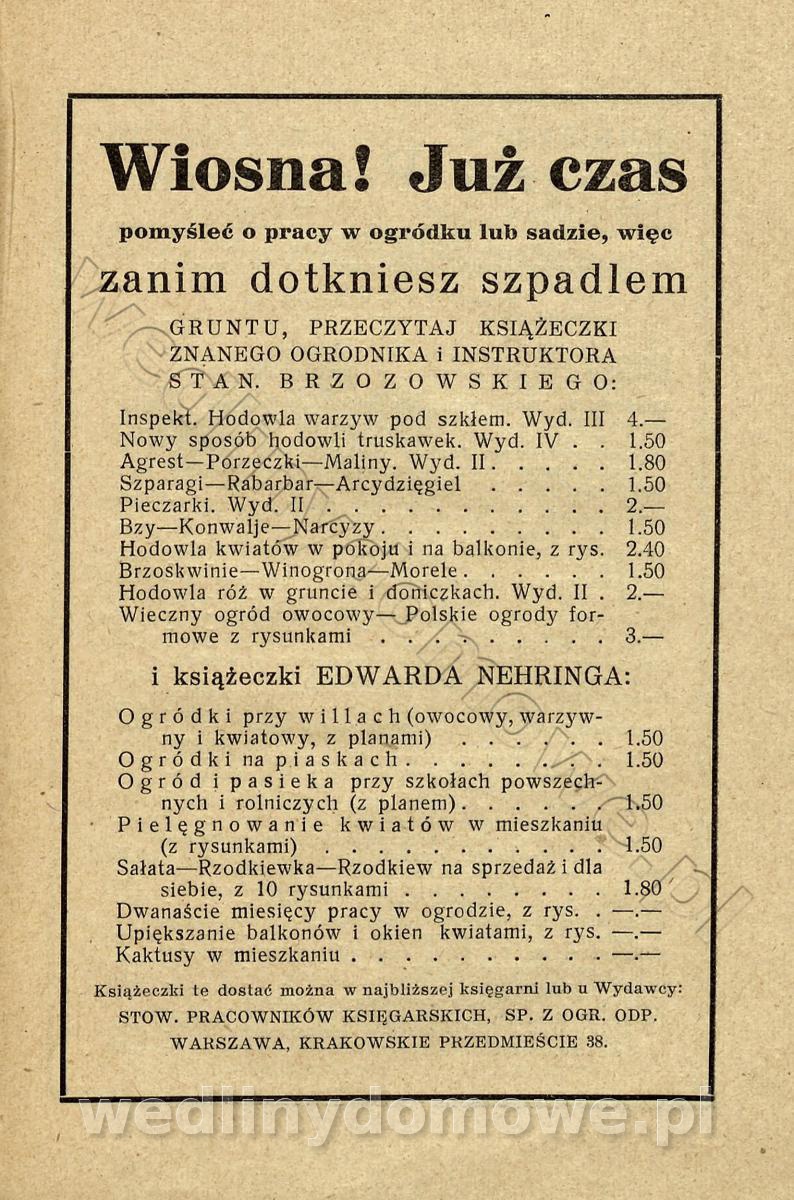 Wiosna! Już czas
pomyśleć o pracy w ogródku lub sadzie, więc
zanim dotkniesz szpadlem
GRUNTU, PRZECZYTAJ KSIĄŻECZKI
ZNANEGO OGRODNIKA i INSTRUKTORA
STAN. BRZOZOWSKIEGO:
Inspekt. Hodowla warzyw pod szkłem. Wyd. III 4.—
Nowy sposób hodowli truskawek. Wyd. IV . . 1.50
Agrest—Porzeczki—Maliny. Wyd. II . . . . . 1.80
Szparagi—Rabarbar—Arcydzięgiel . . . . . 1.50
Pieczarki. Wyd. II . . . . . . . . . . . 2.—
Bzy—Konwalje—Narcyzy . . . . . . . . . 1.50
Hodowla kwiatów w pokoju i na balkonie, z rys. 2.40
Brzoskwinie—Winogrona—Morele . . . . . . 1.50
Hodowla róż w gruncie i doniczkach. Wyd. II . 2.—
Wieczny ogród owocowy— Polskie ogrody for-
mowe z rysunkami . . . . . . . . . 3.—
i książeczki EDWARDA NEHRINGA:
Ogródki przy willach (owocowy, warzyw-
ny i kwiatowy, z planami) . . . . . . 1.50
Ogródki na piaskach . . . . . . . . 1.50
Ogród i pasieka przy szkołach powszech-
nych i rolniczych (z planem) . . . . . . 1.50
Pielęgnowanie kwiatów w mieszkaniu
(z rysunkami) . . . . . . . . . . . 1.50
Sałata—Rzodkiewka—Rzodkiew na sprzedaż i dla
siebie, z 10 rysunkami . . . . . . . . 1.80
Dwanaście miesięcy pracy w ogrodzie, z rys. . —.—
Upiększanie balkonów i okien kwiatami, z rys. —.—
Kaktusy w mieszkaniu . . . . . . . . . . —.—
Książeczki te dostać można w najbliższej księgarni lub u Wydawcy:
STOW. PRACOWNIKÓW KSIĘGARSKICH, SP. Z OGR. ODP.
WARSZAWA, KRAKOWSKIE PRZEDMIEŚCIE 38.
wedlinydomowe.pl